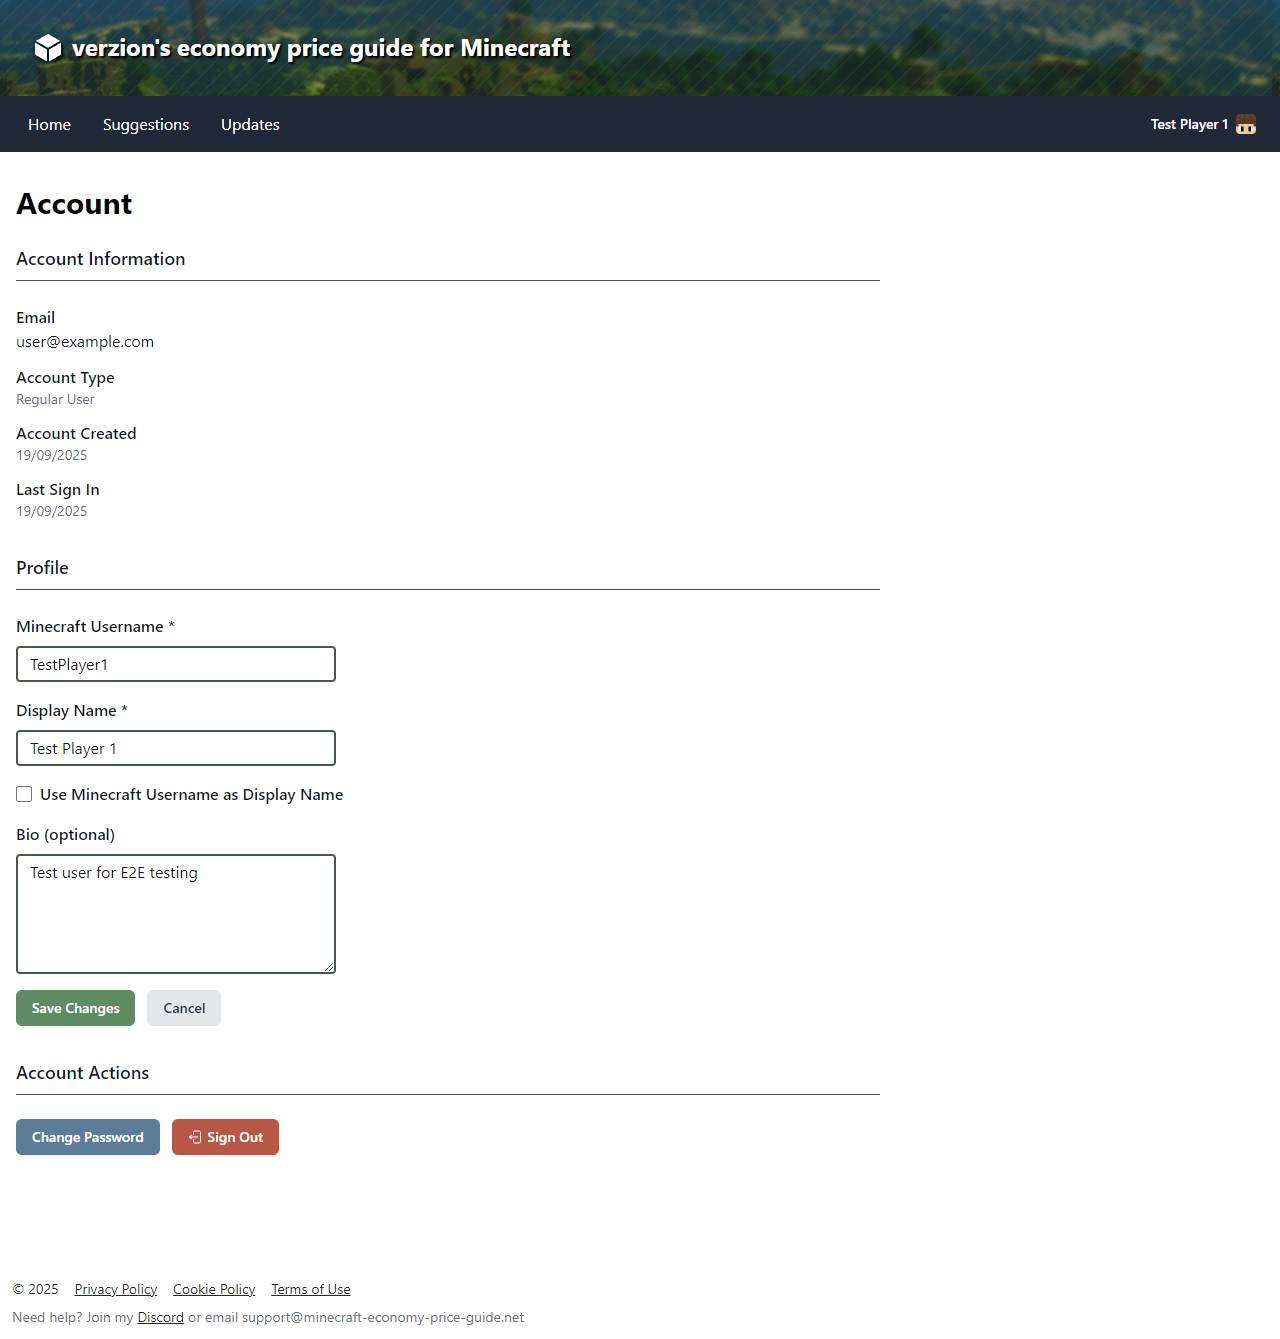 verzion's economy price guide for Minecraft
Home Suggestions Updates Test Player 1
Account
Account Information
Email
user@example.com
Account Type
Regular User
Account Created
19/09/2025
Last Sign In
19/09/2025
Profile
Minecraft Username *
TestPlayer1
Display Name *
Test Player 1
Use Minecraft Username as Display Name
Bio (optional)
Test user for E2E testing
Save Changes Cancel
Account Actions
Change Password Sign Out
© 2025 Privacy Policy Cookie Policy Terms of Use
Need help? Join my Discord or email support@minecraft-economy-price-guide.net